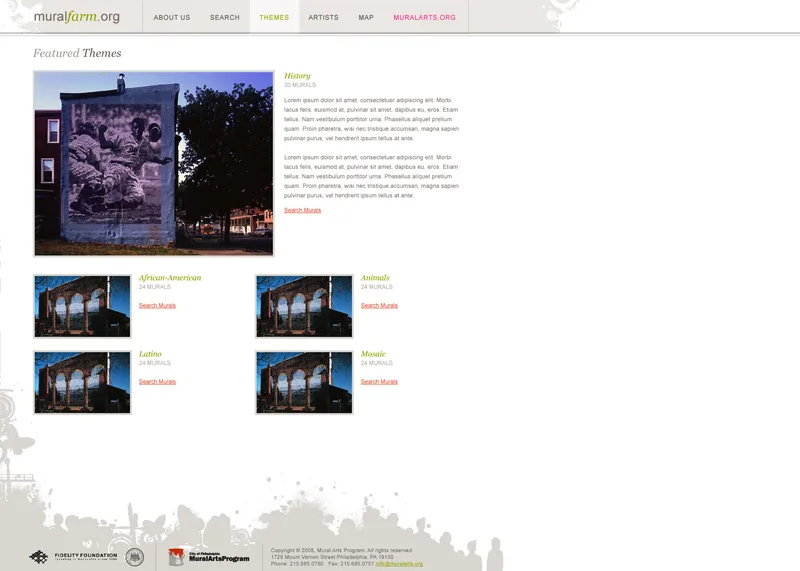 muralfarm.org
ABOUT US SEARCH THEMES ARTISTS MAP MURALARTS.ORG
Featured Themes
History
30 MURALS
Lorem ipsum dolor sit amet, consectetuer adipiscing elit. Morbi
lacus felis, euismod at, pulvinar sit amet, dapibus eu, eros. Etiam
tellus. Nam vestibulum porttitor urna. Phasellus aliquet pretium
quam. Proin pharetra, wisi nec tristique accumsan, magna sapien
pulvinar purus, vel hendrerit ipsum tellus at ante.
Lorem ipsum dolor sit amet, consectetuer adipiscing elit. Morbi
lacus felis, euismod at, pulvinar sit amet, dapibus eu, eros. Etiam
tellus. Nam vestibulum porttitor urna. Phasellus aliquet pretium
quam. Proin pharetra, wisi nec tristique accumsan, magna sapien
pulvinar purus, vel hendrerit ipsum tellus at ante.
Search Murals
African-American
24 MURALS
Search Murals
Animals
24 MURALS
Search Murals
Latino
24 MURALS
Search Murals
Mosaic
24 MURALS
Search Murals
FIDELITY FOUNDATION
City of Philadelphia
MuralArtsProgram
Copyright © 2008, Mural Arts Program. All rights reserved
1729 Mount Vernon Street Philadelphia, PA 19130
Phone: 215.685.0750 Fax: 215.685.0757 info@muralarts.org